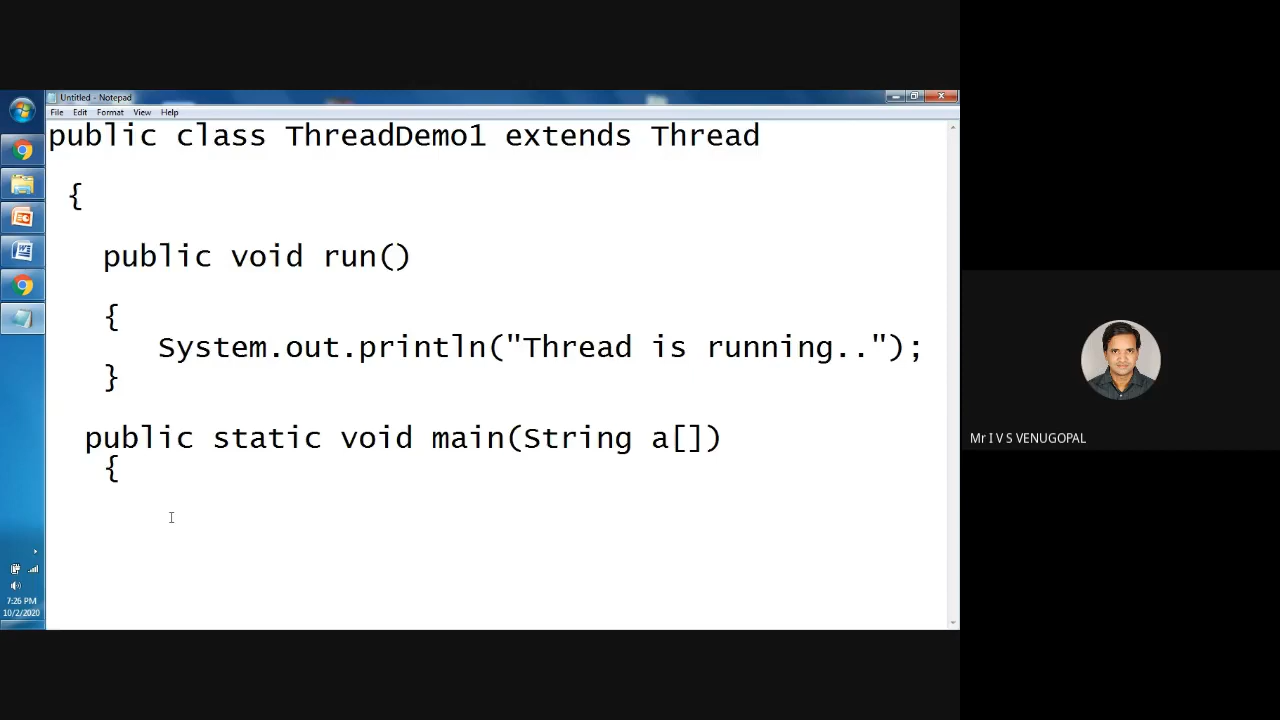 Untitled - Notepad
File Edit Format View Help
public class ThreadDemo1 extends Thread
{
public void run()
{
System.out.println("Thread is running..");
}
public static void main(String a[])
{
7:26 PM
10/2/2020
Mr I V S VENUGOPAL